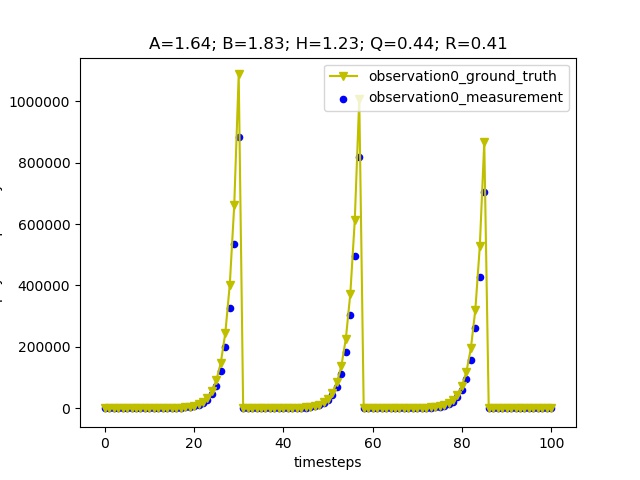 A=1.64; B=1.83; H=1.23; Q=0.44; R=0.41
observation0_ground_truth
observation0_measurement
1000000
800000
600000
400000
200000
0
0 20 40 60 80 100
timesteps